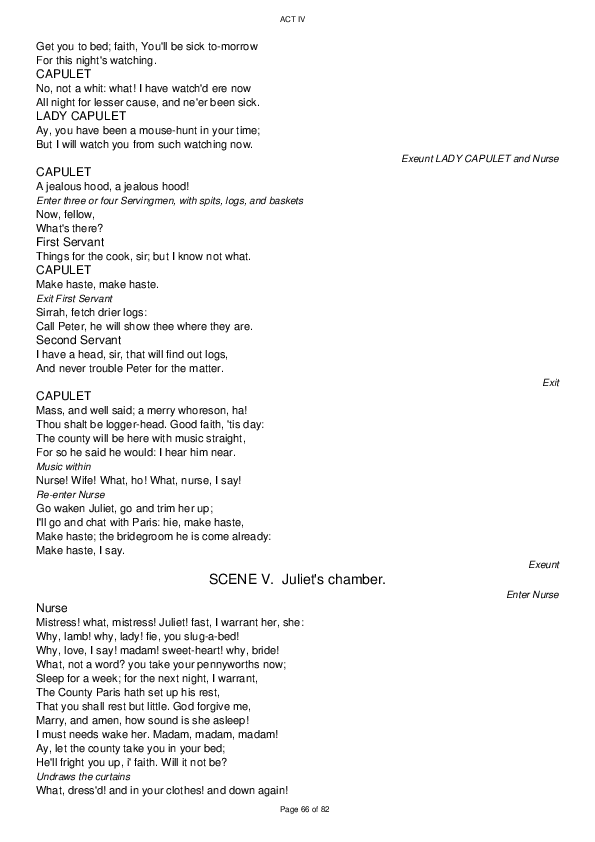 ACT IV
Get you to bed; faith, You'll be sick to-morrow
For this night's watching.
CAPULET
No, not a whit: what! I have watch'd ere now
All night for lesser cause, and ne'er been sick.
LADY CAPULET
Ay, you have been a mouse-hunt in your time;
But I will watch you from such watching now.
Exeunt LADY CAPULET and Nurse
CAPULET
A jealous hood, a jealous hood!
Enter three or four Servingmen, with spits, logs, and baskets
Now, fellow,
What's there?
First Servant
Things for the cook, sir; but I know not what.
CAPULET
Make haste, make haste.
Exit First Servant
Sirrah, fetch drier logs:
Call Peter, he will show thee where they are.
Second Servant
I have a head, sir, that will find out logs,
And never trouble Peter for the matter.
Exit
CAPULET
Mass, and well said; a merry whoreson, ha!
Thou shalt be logger-head. Good faith, 'tis day:
The county will be here with music straight,
For so he said he would: I hear him near.
Music within
Nurse! Wife! What, ho! What, nurse, I say!
Re-enter Nurse
Go waken Juliet, go and trim her up;
I'll go and chat with Paris: hie, make haste,
Make haste; the bridegroom he is come already:
Make haste, I say.
Exeunt
SCENE V. Juliet's chamber.
Enter Nurse
Nurse
Mistress! what, mistress! Juliet! fast, I warrant her, she:
Why, lamb! why, lady! fie, you slug-a-bed!
Why, love, I say! madam! sweet-heart! why, bride!
What, not a word? you take your pennyworths now;
Sleep for a week; for the next night, I warrant,
The County Paris hath set up his rest,
That you shall rest but little. God forgive me,
Marry, and amen, how sound is she asleep!
I must needs wake her. Madam, madam, madam!
Ay, let the county take you in your bed;
He'll fright you up, i' faith. Will it not be?
Undraws the curtains
What, dress'd! and in your clothes! and down again!
Page 66 of 82